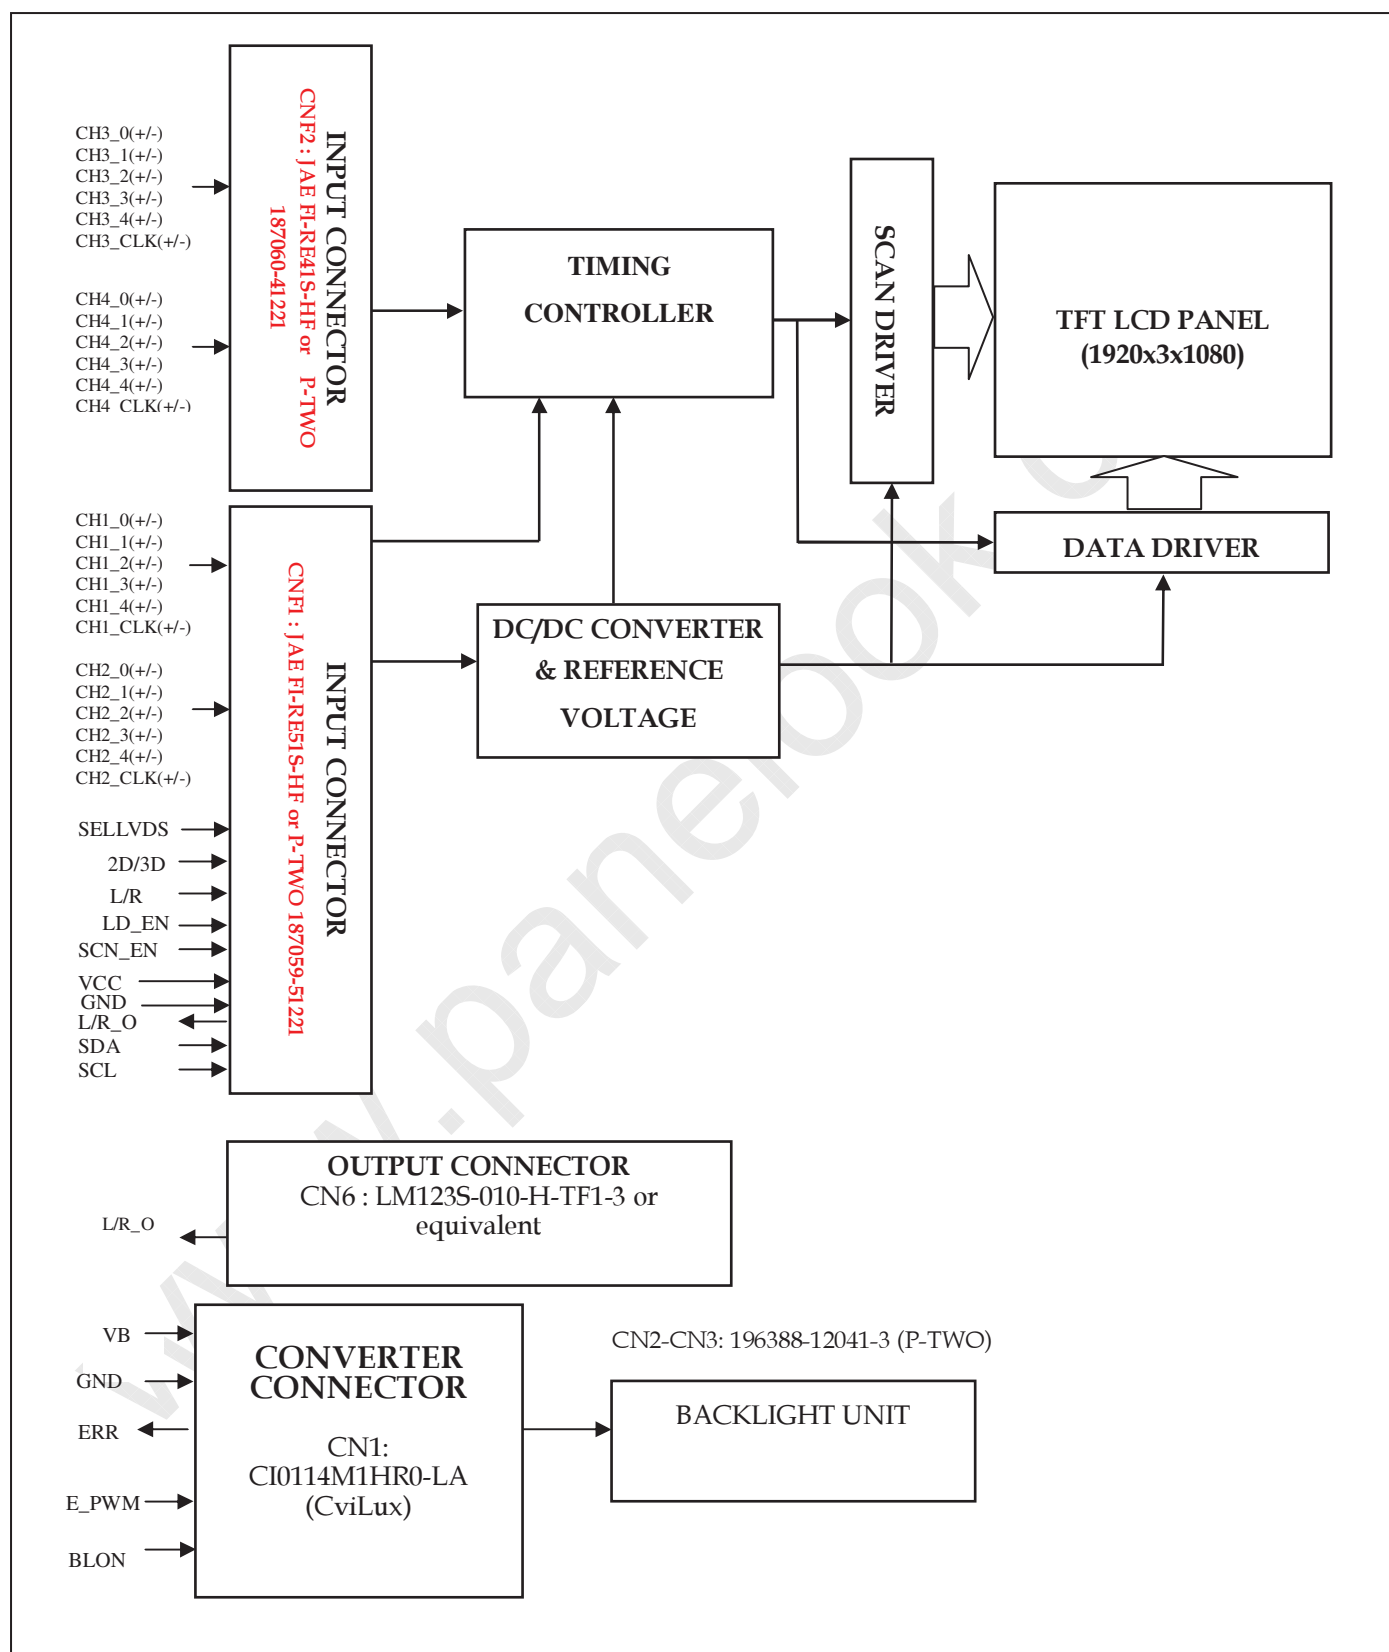 CH3_0(+/-)
CH3_1(+/-)
CH3_2(+/-)
CH3_3(+/-)
CH3_4(+/-)
CH3_CLK(+/-)
CH4_0(+/-)
CH4_1(+/-)
CH4_2(+/-)
CH4_3(+/-)
CH4_4(+/-)
CH4_CLK(+/-)
INPUT CONNECTOR
CNF2 : JAE FI-RE41S-HF or P-TWO
187060-41221
TIMING
CONTROLLER
SCAN DRIVER
TFT LCD PANEL
(1920x3x1080)
DATA DRIVER
CH1_0(+/-)
CH1_1(+/-)
CH1_2(+/-)
CH1_3(+/-)
CH1_4(+/-)
CH1_CLK(+/-)
CH2_0(+/-)
CH2_1(+/-)
CH2_2(+/-)
CH2_3(+/-)
CH2_4(+/-)
CH2_CLK(+/-)
SELLVDS
2D/3D
L/R
LD_EN
SCN_EN
VCC
GND
L/R_O
SDA
SCL
INPUT CONNECTOR
CNF1 : JAE FI-RE51S-HF or P-TWO 187059-51221
DC/DC CONVERTER
& REFERENCE
VOLTAGE
OUTPUT CONNECTOR
CN6 : LM123S-010-H-TF1-3 or
equivalent
L/R_O
VB
GND
ERR
E_PWM
BLON
CONVERTER
CONNECTOR
CN1:
CI0114M1HR0-LA
(CviLux)
CN2-CN3: 196388-12041-3 (P-TWO)
BACKLIGHT UNIT
www.panelook.c